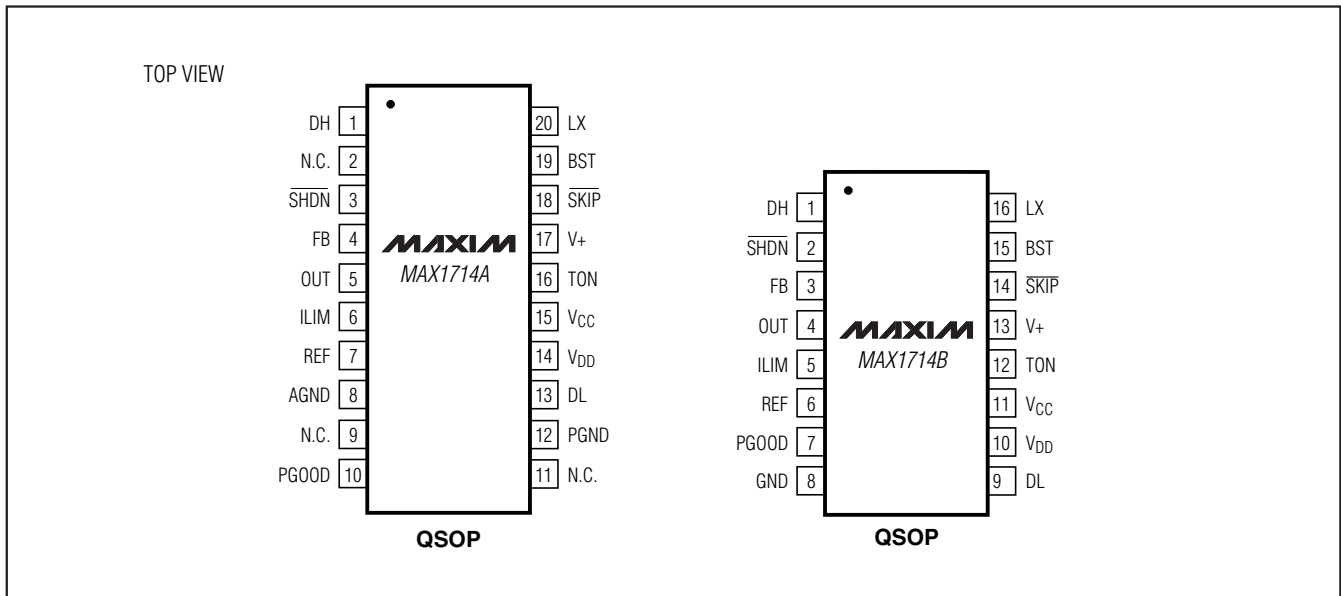 TOP VIEW
DH 1
N.C. 2
SHDN 3
FB 4
OUT 5
ILIM 6
REF 7
AGND 8
N.C. 9
PGOOD 10
20 LX
19 BST
18 SKIP
17 V+
16 TON
15 VCC
14 VDD
13 DL
12 PGND
11 N.C.
MAXIM
MAX1714A
QSOP
DH 1
SHDN 2
FB 3
OUT 4
ILIM 5
REF 6
PGOOD 7
GND 8
16 LX
15 BST
14 SKIP
13 V+
12 TON
11 VCC
10 VDD
9 DL
MAXIM
MAX1714B
QSOP